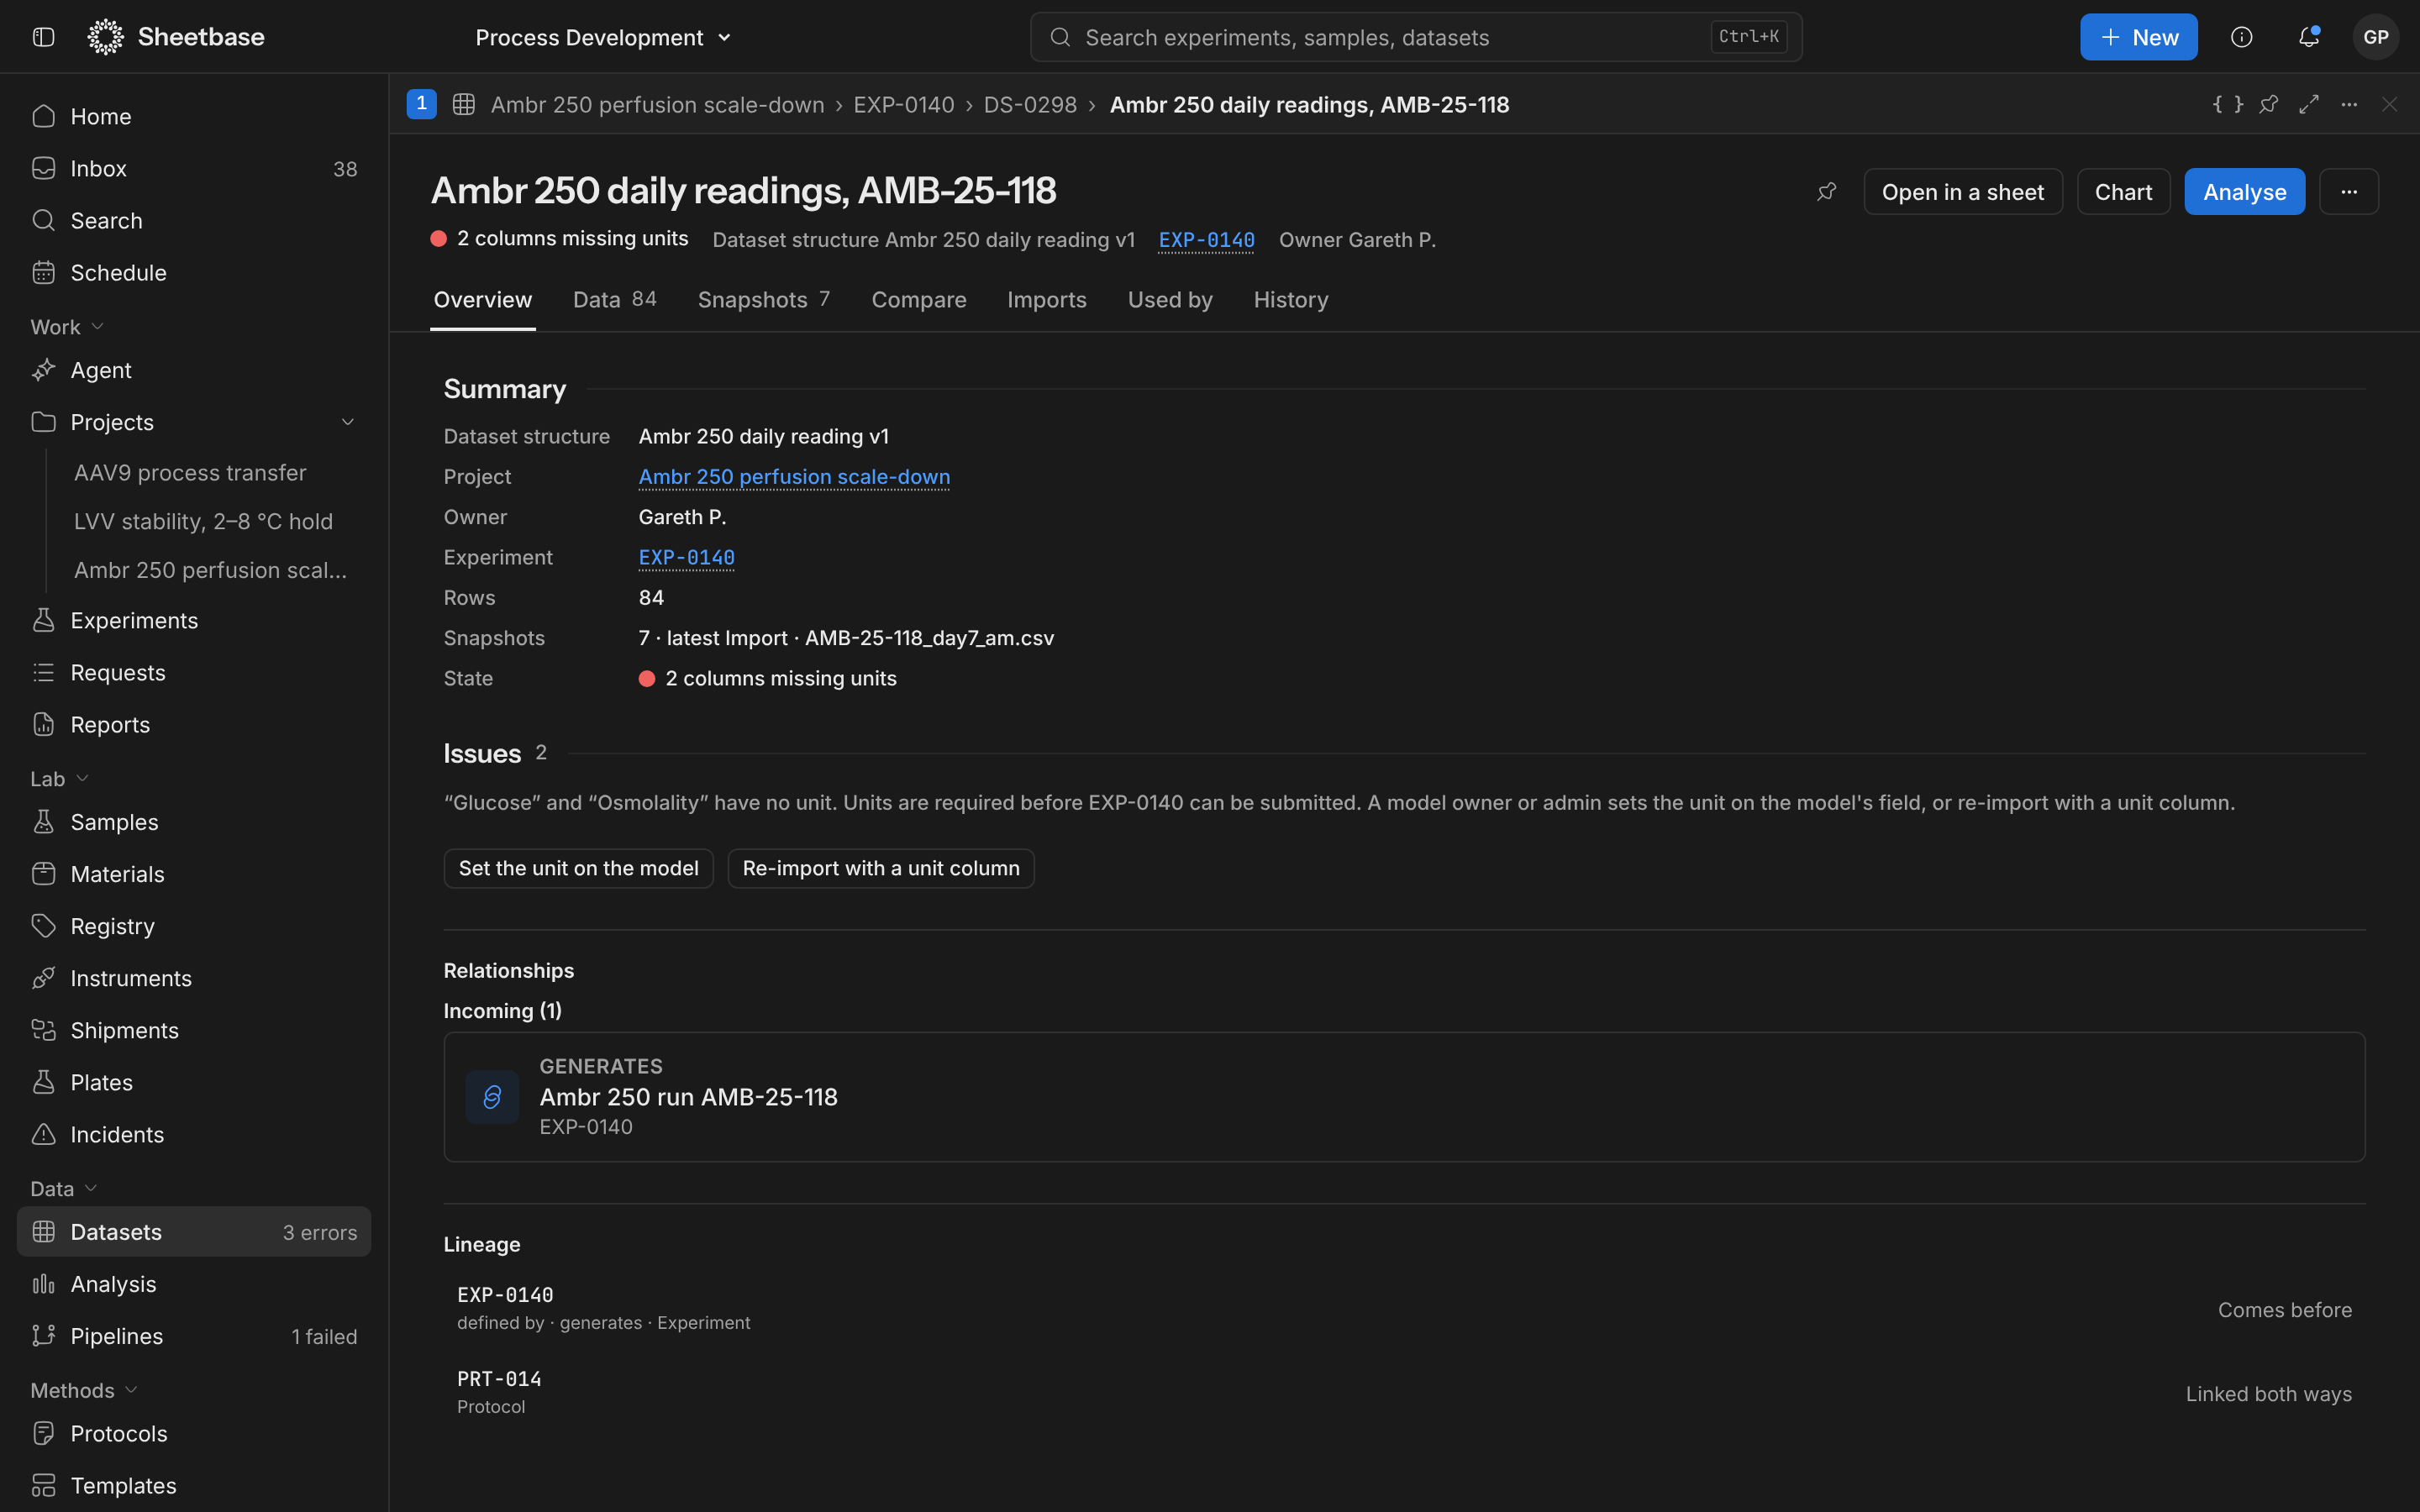 Sheetbase
Process Development
Search experiments, samples, datasets
Ctrl+K
New
GP
Home
Inbox 38
Search
Schedule
Work
Agent
Projects
AAV9 process transfer
LVV stability, 2–8 °C hold
Ambr 250 perfusion scal...
Experiments
Requests
Reports
Lab
Samples
Materials
Registry
Instruments
Shipments
Plates
Incidents
Data
Datasets 3 errors
Analysis
Pipelines 1 failed
Methods
Protocols
Templates
1 Ambr 250 perfusion scale-down › EXP-0140 › DS-0298 › Ambr 250 daily readings, AMB-25-118
{ }
Ambr 250 daily readings, AMB-25-118
Open in a sheet
Chart
Analyse
2 columns missing units Dataset structure Ambr 250 daily reading v1 EXP-0140 Owner Gareth P.
Overview Data 84 Snapshots 7 Compare Imports Used by History
Summary
Dataset structure Ambr 250 daily reading v1
Project Ambr 250 perfusion scale-down
Owner Gareth P.
Experiment EXP-0140
Rows 84
Snapshots 7 · latest Import · AMB-25-118_day7_am.csv
State 2 columns missing units
Issues 2
“Glucose” and “Osmolality” have no unit. Units are required before EXP-0140 can be submitted. A model owner or admin sets the unit on the model's field, or re-import with a unit column.
Set the unit on the model
Re-import with a unit column
Relationships
Incoming (1)
GENERATES
Ambr 250 run AMB-25-118
EXP-0140
Lineage
EXP-0140
defined by · generates · Experiment
Comes before
PRT-014
Protocol
Linked both ways